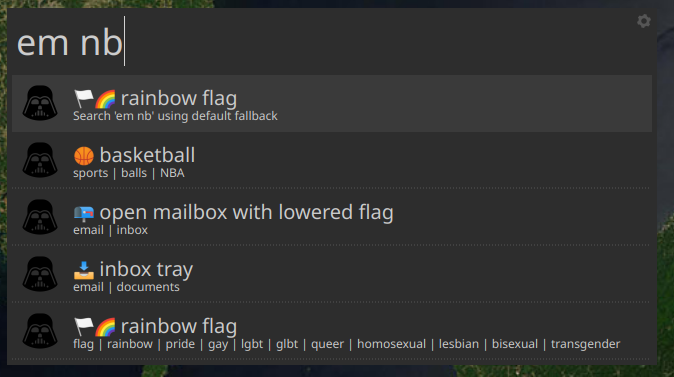 em nb
🏳️🌈 rainbow flag
Search 'em nb' using default fallback
🏀 basketball
sports | balls | NBA
📪 open mailbox with lowered flag
email | inbox
📥 inbox tray
email | documents
🏳️🌈 rainbow flag
flag | rainbow | pride | gay | lgbt | glbt | queer | homosexual | lesbian | bisexual | transgender